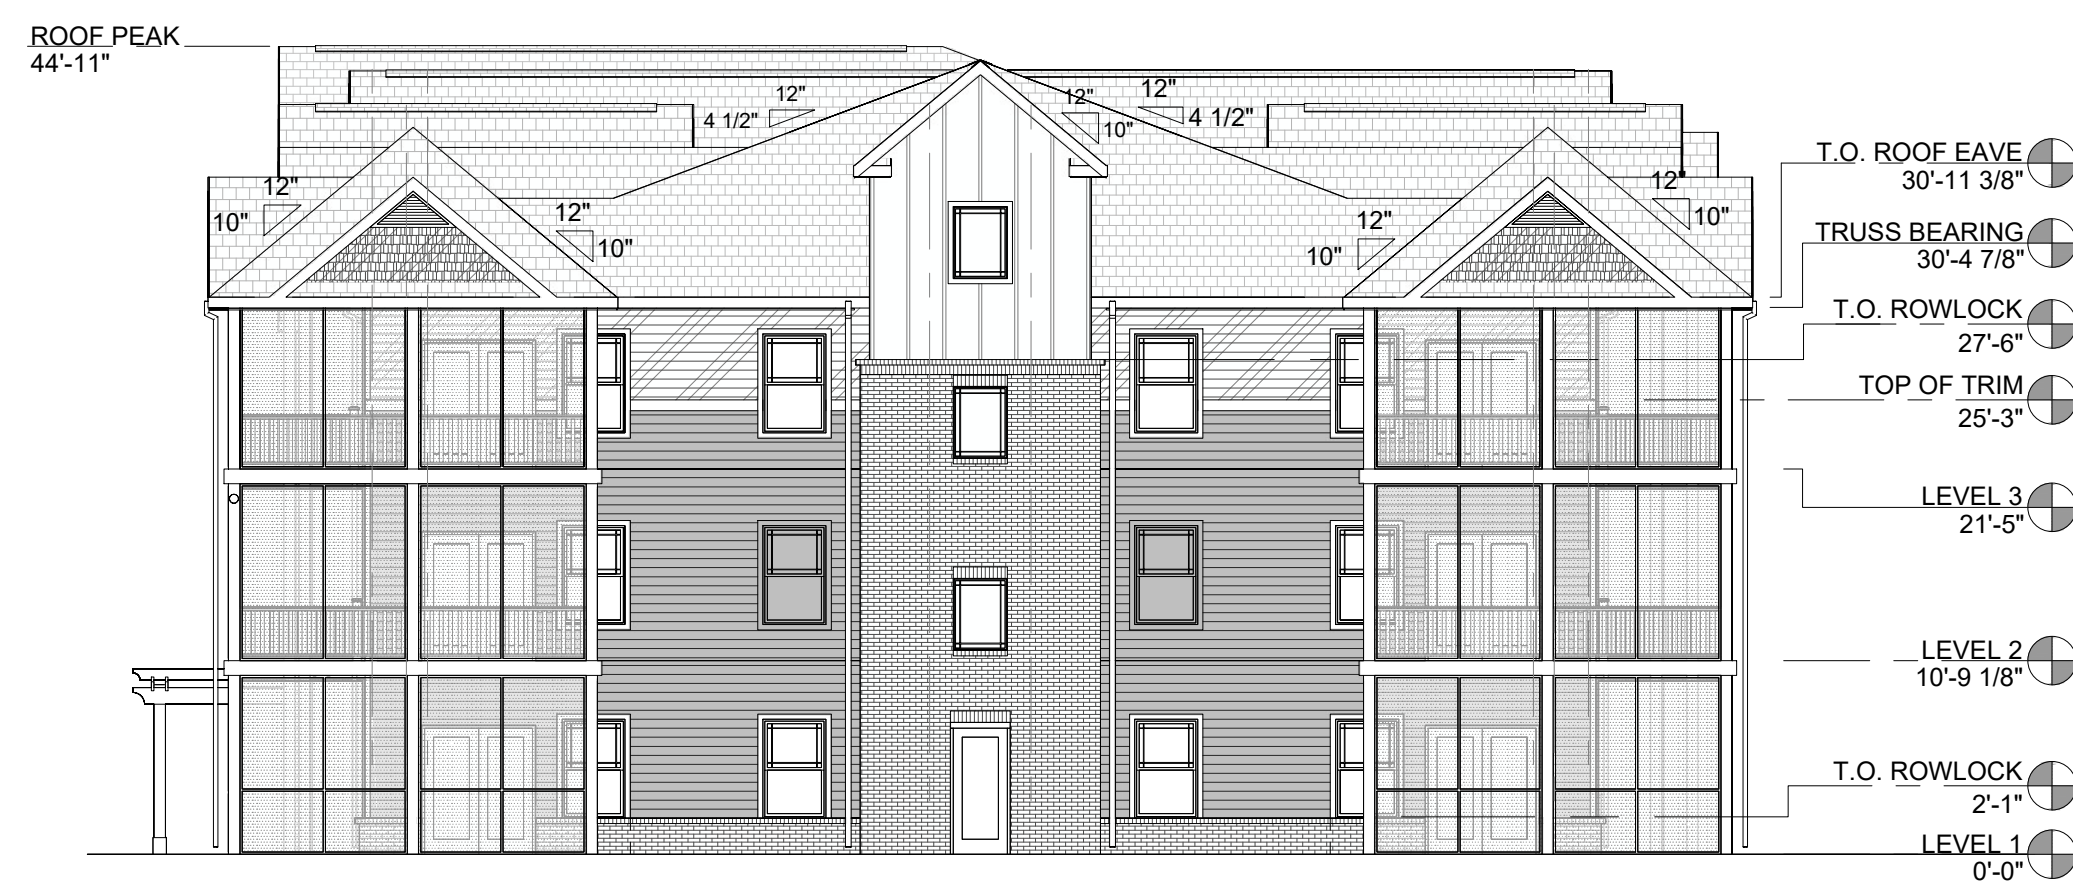 ROOF PEAK
44'-11"
12"
4 1/2"
12"
10"
12"
4 1/2"
12"
10"
12"
10"
12"
10"
12"
10"
T.O. ROOF EAVE
30'-11 3/8"
TRUSS BEARING
30'-4 7/8"
T.O. ROWLOCK
27'-6"
TOP OF TRIM
25'-3"
LEVEL 3
21'-5"
LEVEL 2
10'-9 1/8"
T.O. ROWLOCK
2'-1"
LEVEL 1
0'-0"